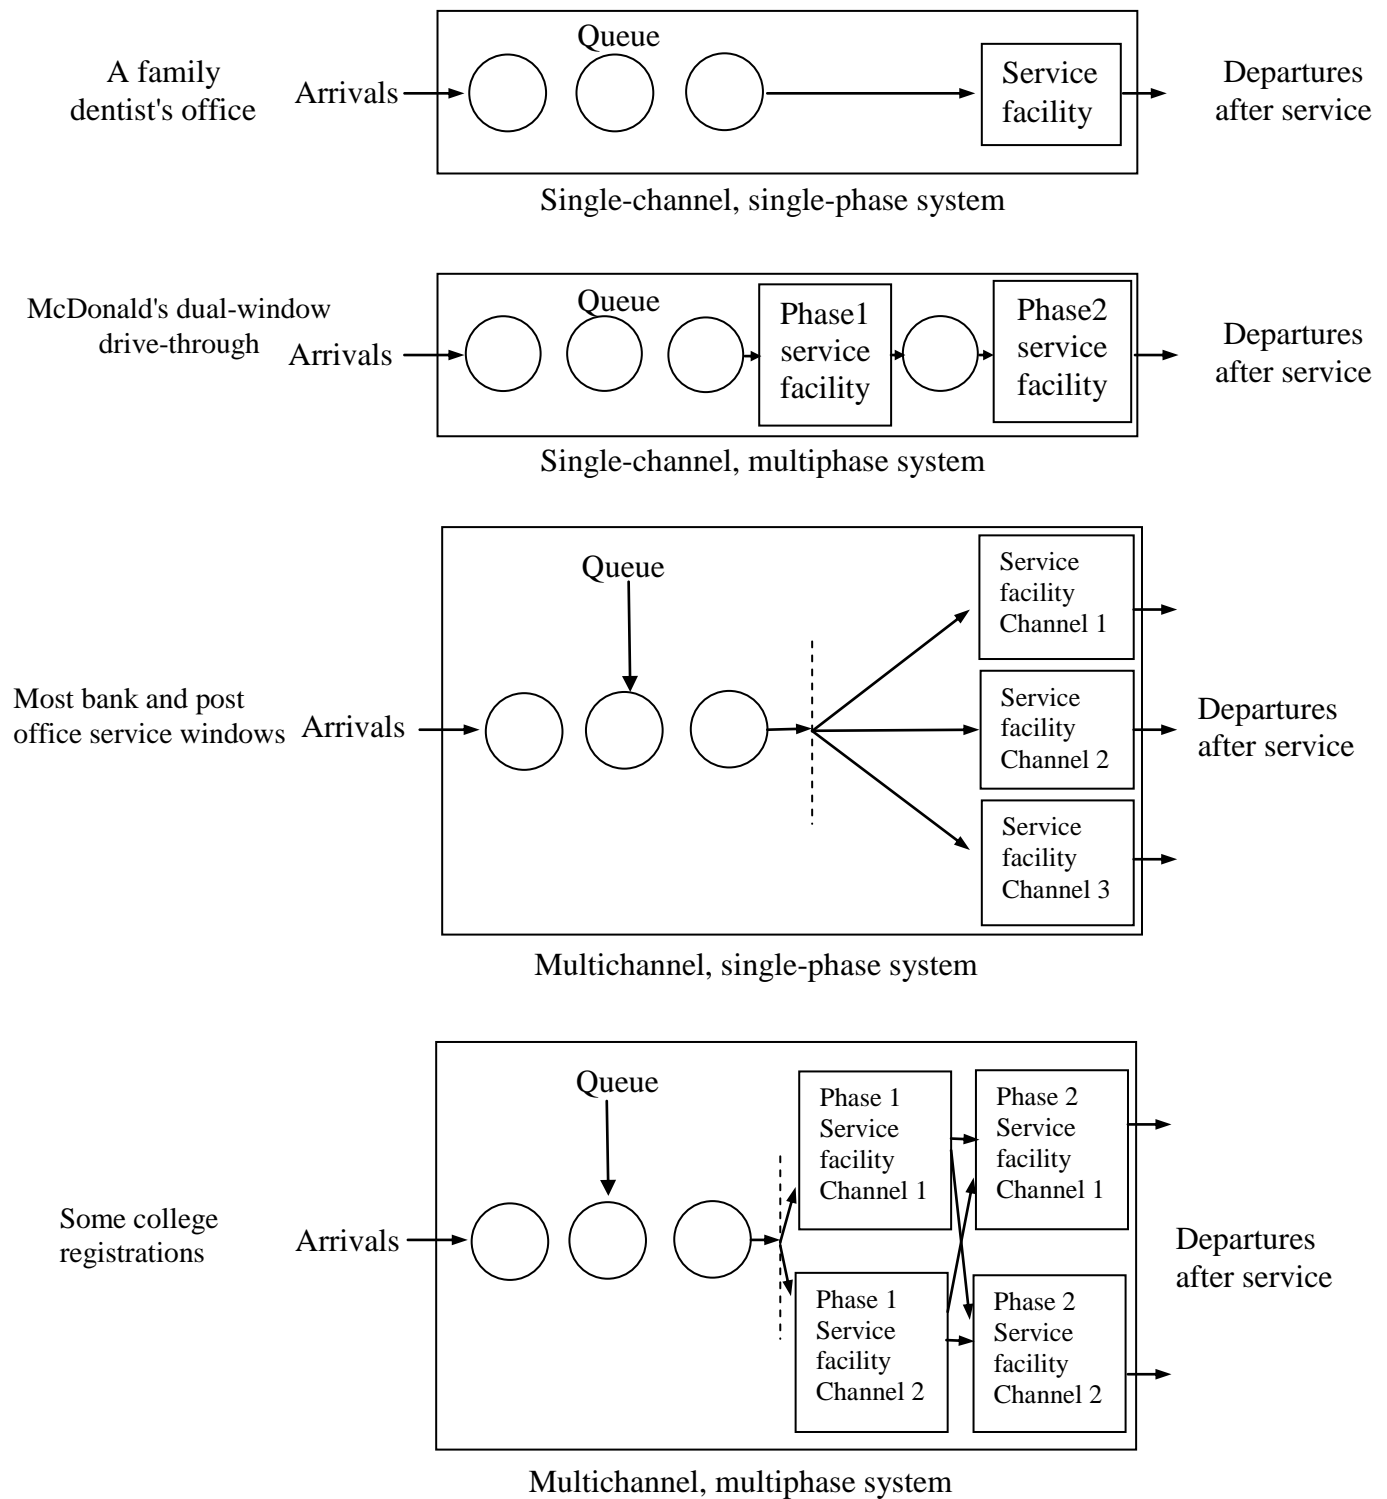 A family
dentist's office
Arrivals
Queue
Service
facility
Departures
after service
Single-channel, single-phase system
McDonald's dual-window
drive-through
Arrivals
Queue
Phase1
service
facility
Phase2
service
facility
Departures
after service
Single-channel, multiphase system
Most bank and post
office service windows
Arrivals
Queue
Service
facility
Channel 1
Service
facility
Channel 2
Service
facility
Channel 3
Departures
after service
Multichannel, single-phase system
Some college
registrations
Arrivals
Queue
Phase 1
Service
facility
Channel 1
Phase 2
Service
facility
Channel 1
Phase 1
Service
facility
Channel 2
Phase 2
Service
facility
Channel 2
Departures
after service
Multichannel, multiphase system